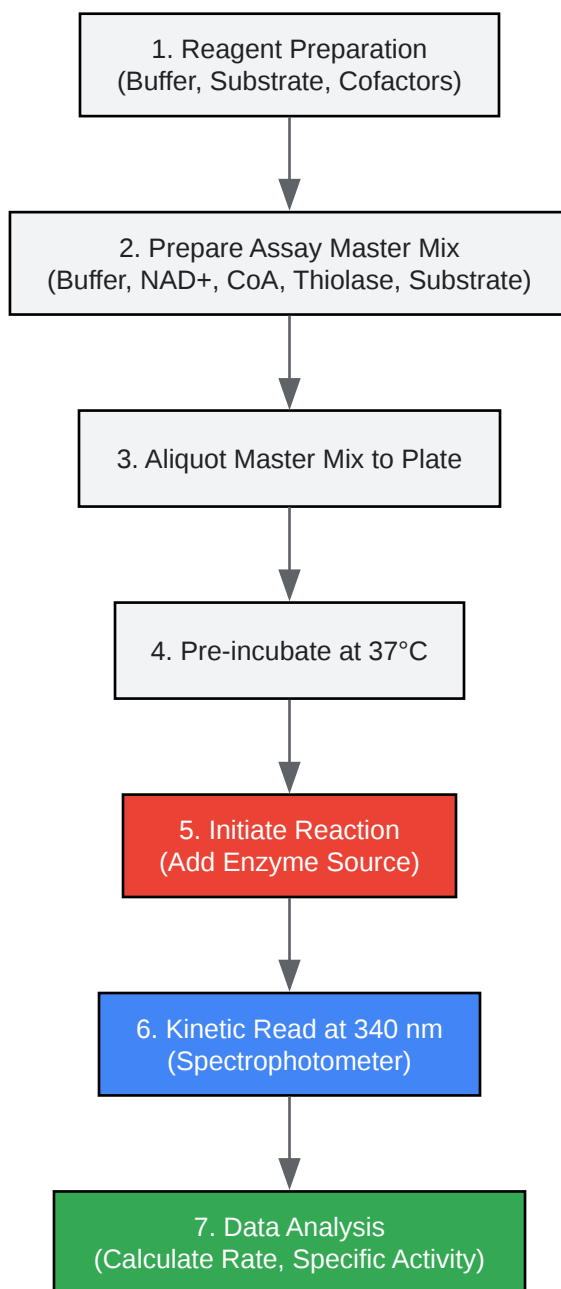 1. Reagent Preparation
(Buffer, Substrate, Cofactors)
2. Prepare Assay Master Mix
(Buffer, NAD+, CoA, Thiolase, Substrate)
3. Aliquot Master Mix to Plate
4. Pre-incubate at 37°C
5. Initiate Reaction
(Add Enzyme Source)
6. Kinetic Read at 340 nm
(Spectrophotometer)
7. Data Analysis
(Calculate Rate, Specific Activity)